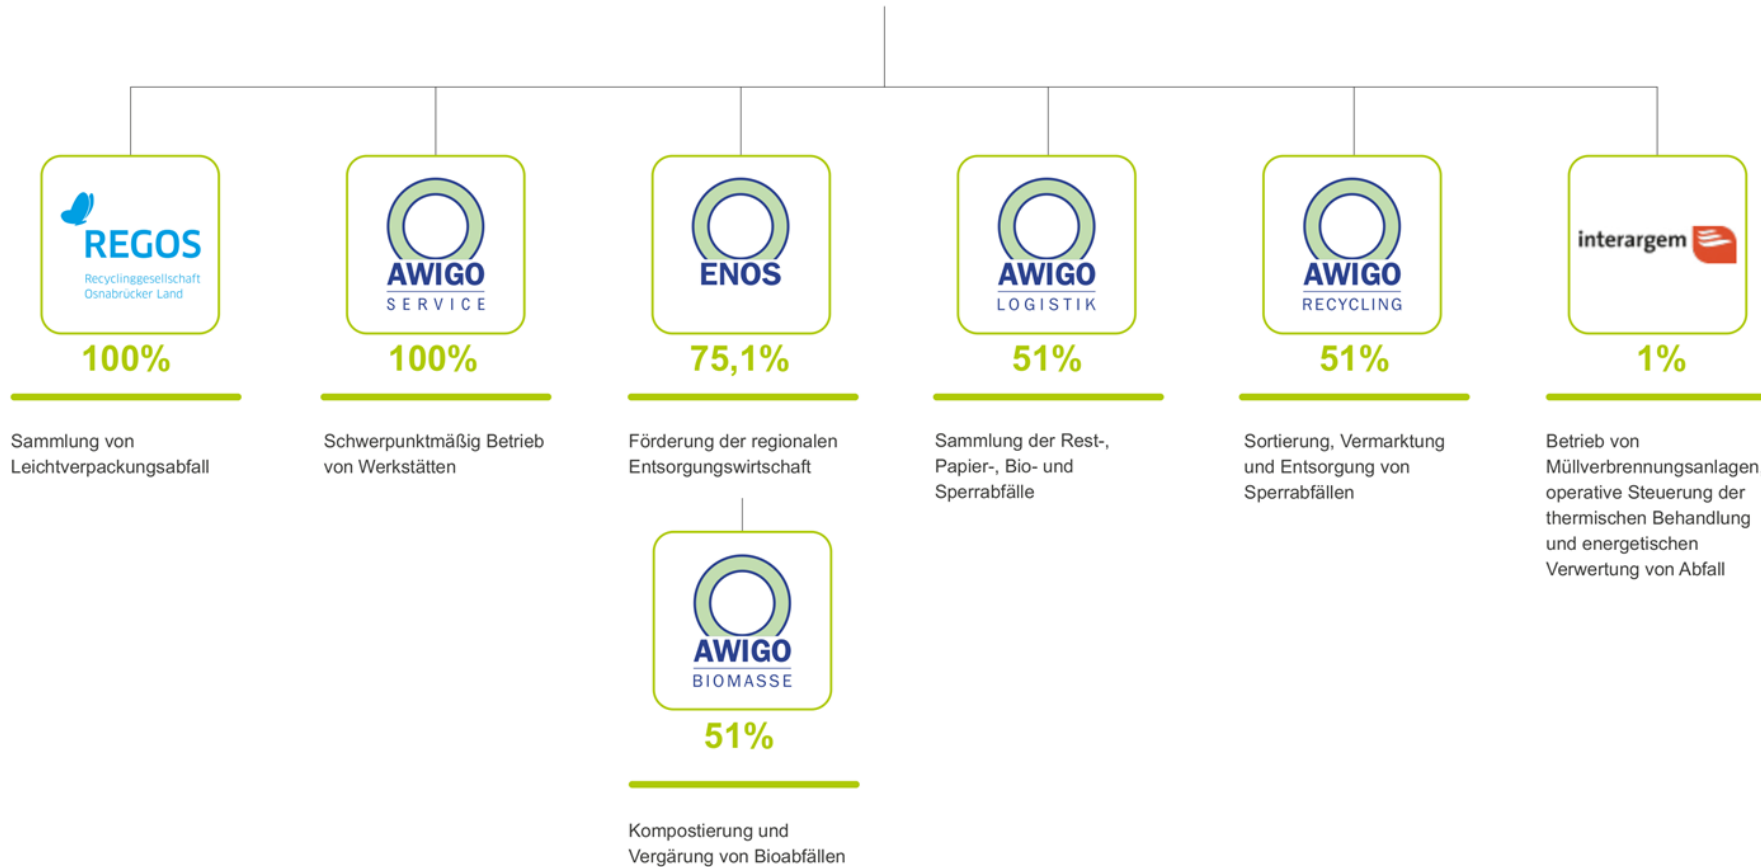 REGOS
Recyclinggesellschaft
Osnabrücker Land
100%
Sammlung von
Leichtverpackungsabfall
AWIGO
SERVICE
100%
Schwerpunktmäßig Betrieb
von Werkstätten
ENOS
75,1%
Förderung der regionalen
Entsorgungswirtschaft
AWIGO
BIOMASSE
51%
Kompostierung und
Vergärung von Bioabfällen
AWIGO
LOGISTIK
51%
Sammlung der Rest-,
Papier-, Bio- und
Sperrabfälle
AWIGO
RECYCLING
51%
Sortierung, Vermarktung
und Entsorgung von
Sperrabfällen
interargem
1%
Betrieb von
Müllverbrennungsanlagen
operative Steuerung der
thermischen Behandlung
und energetischen
Verwertung von Abfall